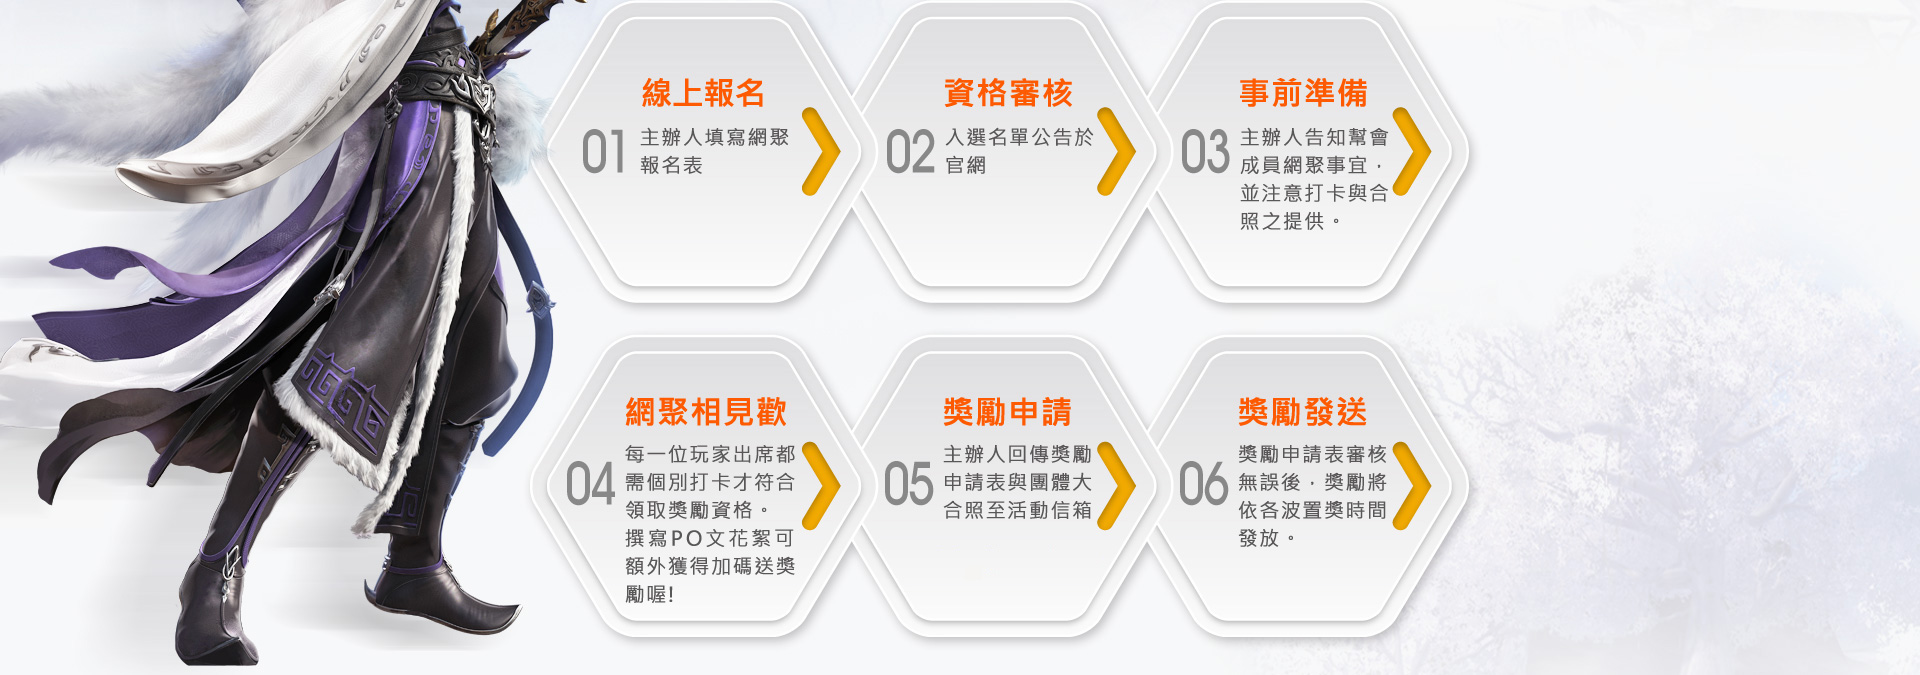 線上報名
01
主辦人填寫網聚
報名表
資格審核
02
入選名單公告於
官網
事前準備
03
主辦人告知幫會
成員網聚事宜，
並注意打卡與合
照之提供。
網聚相見歡
04
每一位玩家出席都
需個別打卡才符合
領取獎勵資格。
撰寫PO文花絮可
額外獲得加碼送獎
勵喔!
獎勵申請
05
主辦人回傳獎勵
申請表與團體大
合照至活動信箱
獎勵發送
06
獎勵申請表審核
無誤後，獎勵將
依各波置獎時間
發放。